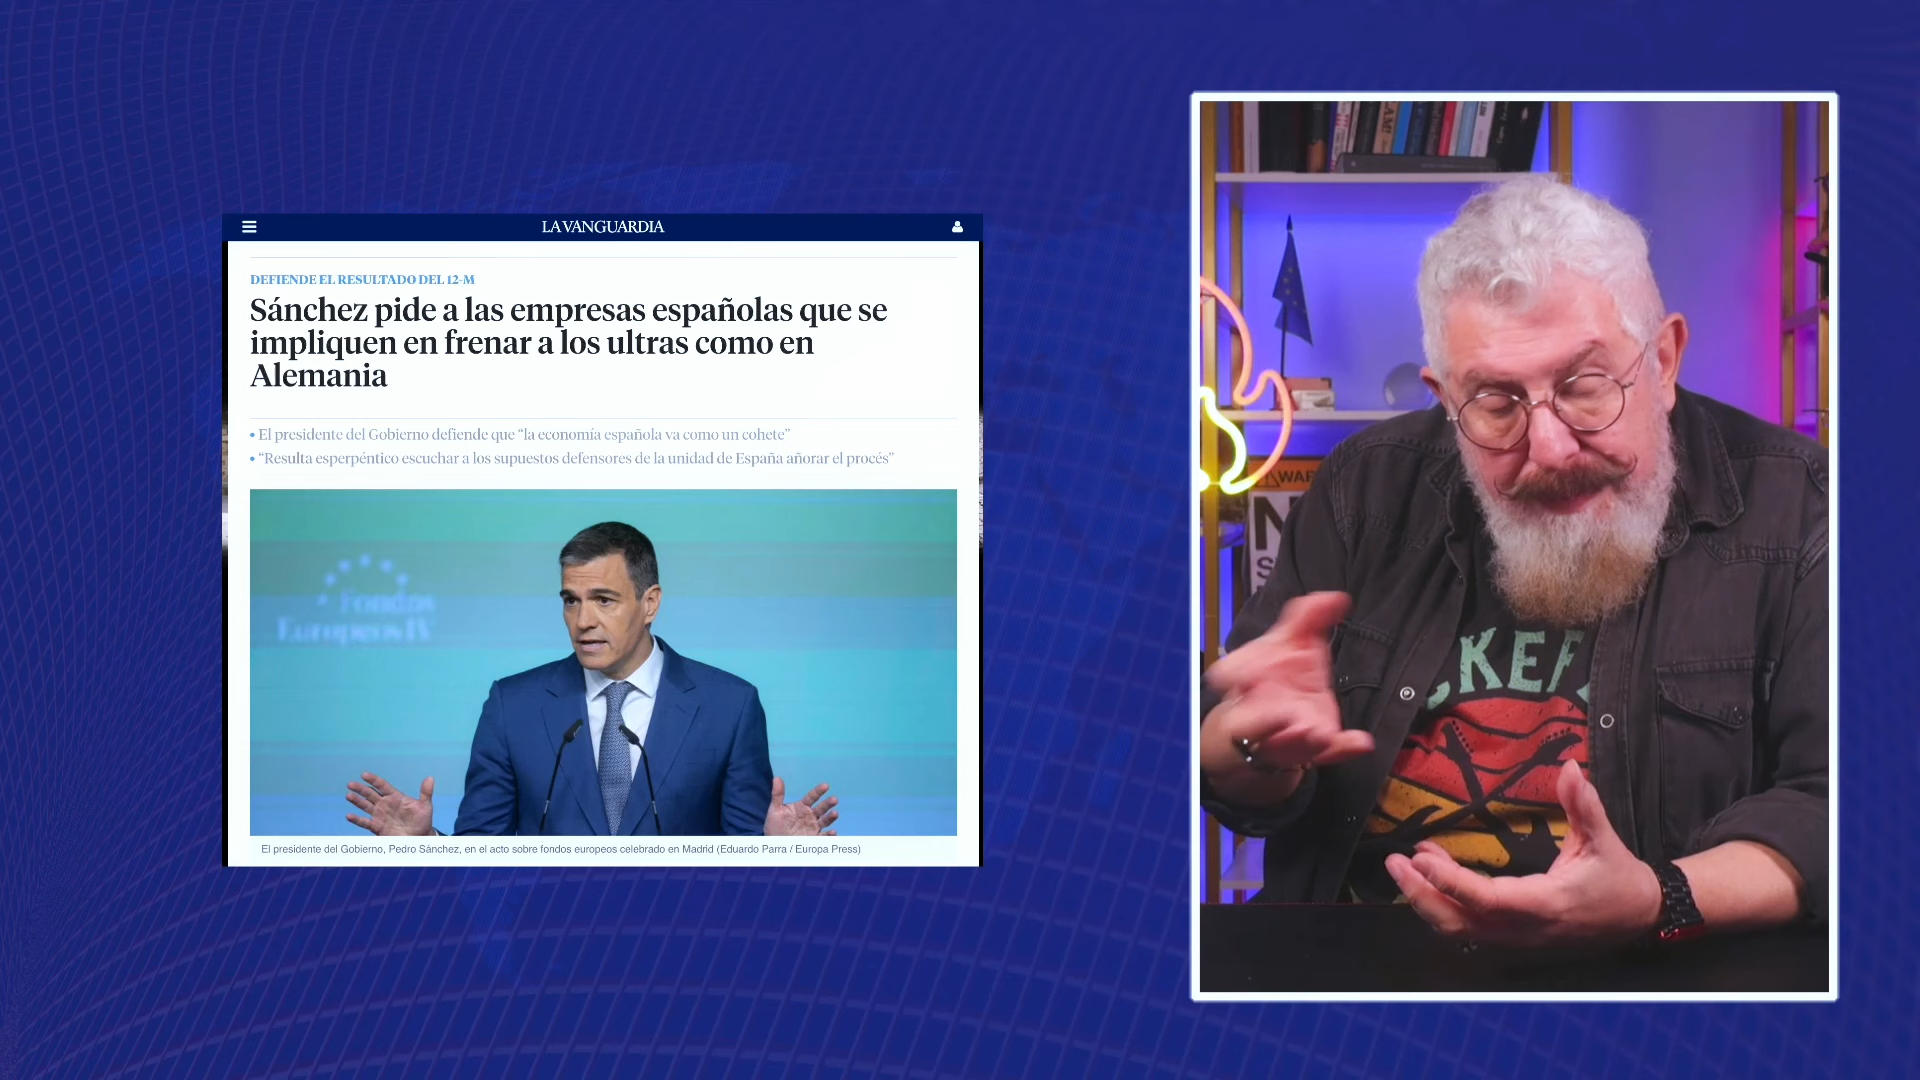 LA VANGUARDIA
DEFIENDE EL RESULTADO DEL 12-M
Sánchez pide a las empresas españolas que se
impliquen en frenar a los ultras como en
Alemania
• El presidente del Gobierno defiende que “la economía española va como un cohete”
• “Resulta esperpéntico escuchar a los supuestos defensores de la unidad de España añorar el procés”
Fondos
Europeos IV
El presidente del Gobierno, Pedro Sánchez, en el acto sobre fondos europeos celebrado en Madrid (Eduardo Parra / Europa Press)